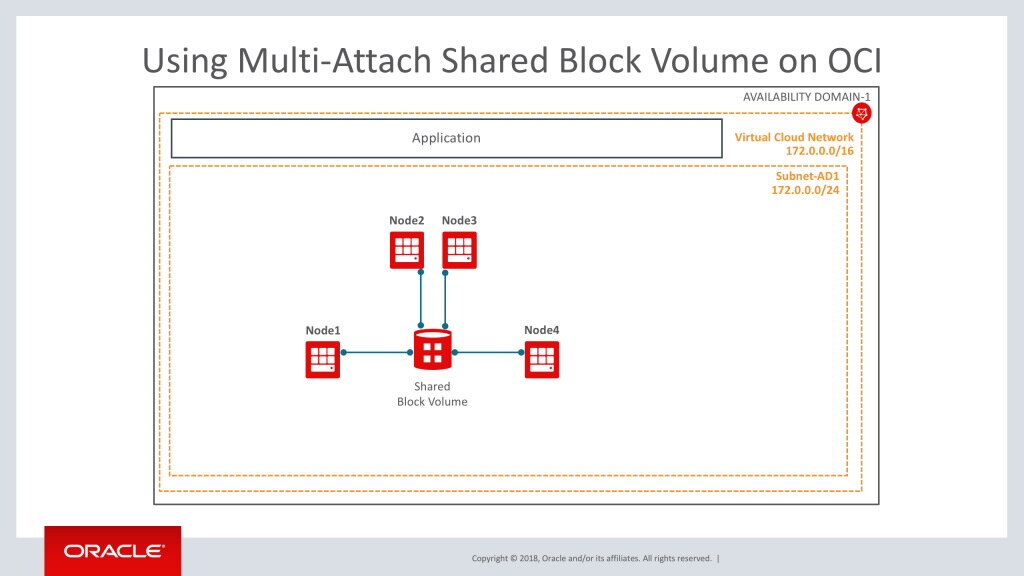 Using Multi-Attach Shared Block Volume on OCI
AVAILABILITY DOMAIN-1
Application
Virtual Cloud Network
172.0.0.0/16
Subnet-AD1
172.0.0.0/24
Node2
Node3
Node1
Node4
Shared
Block Volume
ORACLE®
Copyright © 2018, Oracle and/or its affiliates. All rights reserved. |